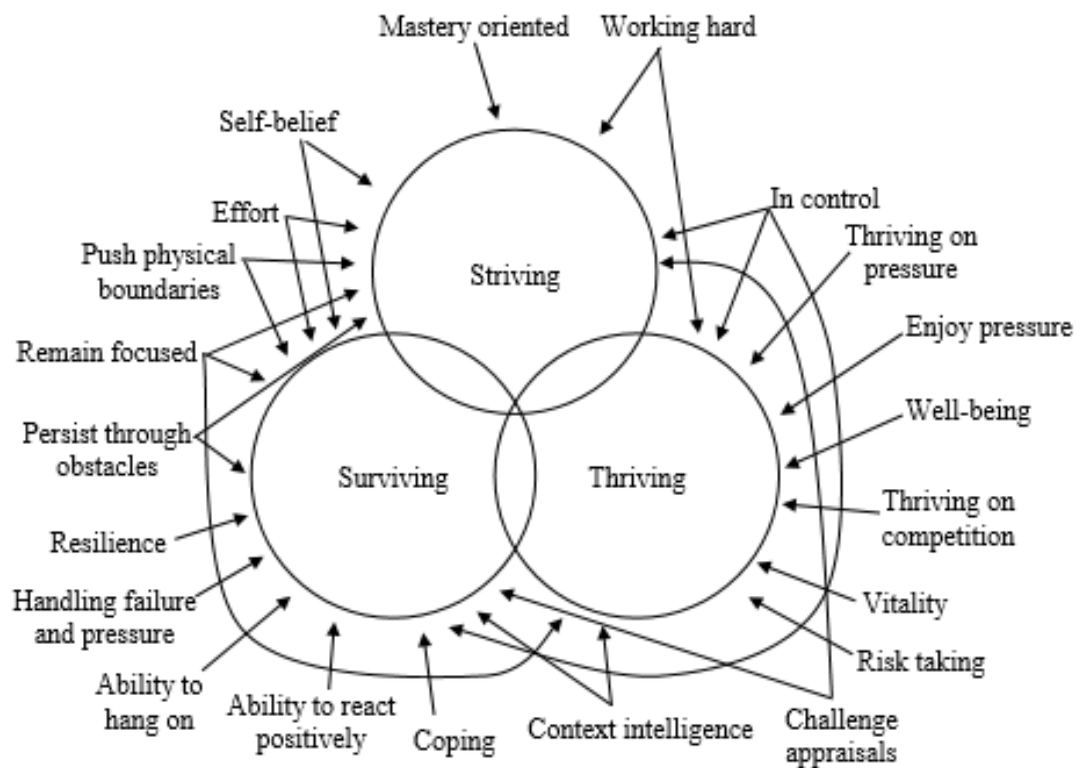 Mastery oriented
Working hard
Self-belief
Effort
In control
Push physical
boundaries
Thriving on
pressure
Striving
Remain focused
Enjoy pressure
Persist through
obstacles
Well-being
Surviving
Thriving
Thriving on
competition
Resilience
Handling failure
and pressure
Vitality
Risk taking
Ability to
hang on
Ability to react
positively
Coping
Context intelligence
Challenge
appraisals